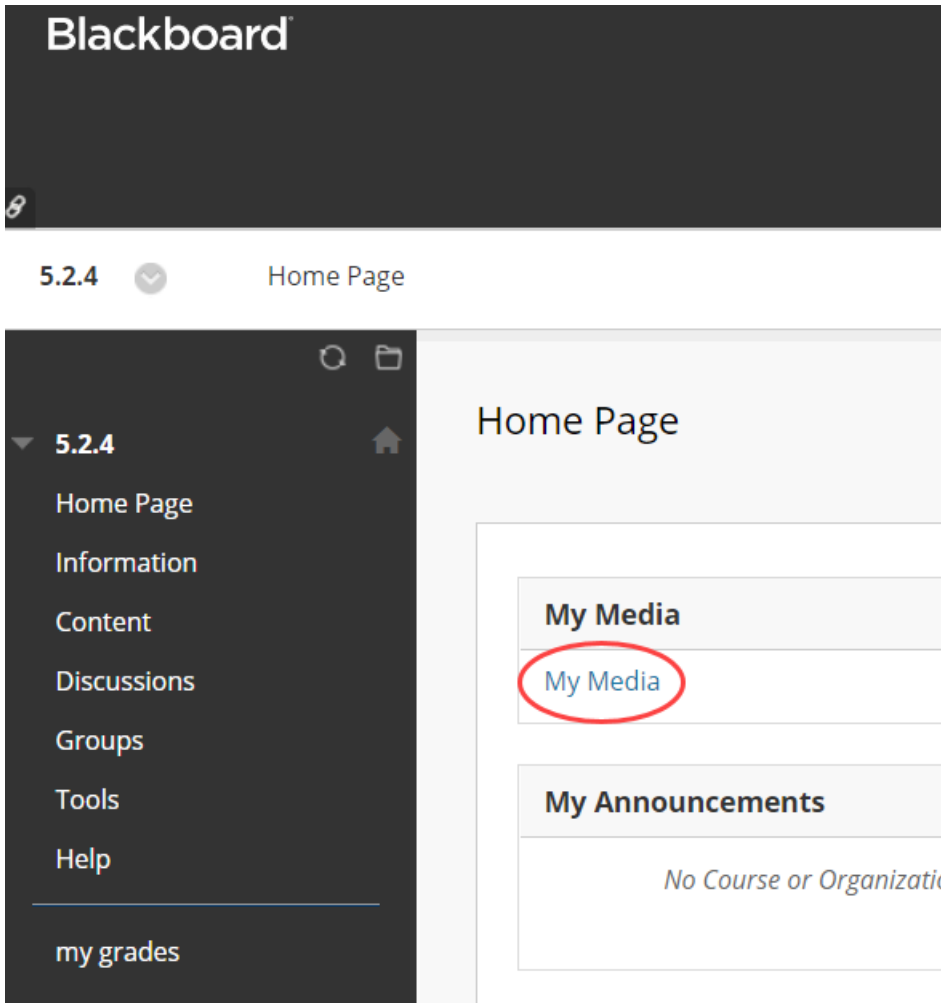 Blackboard
5.2.4
Home Page
5.2.4
Home Page
Information
Content
Discussions
Groups
Tools
Help
my grades
Home Page
My Media
My Media
My Announcements
No Course or Organizatio